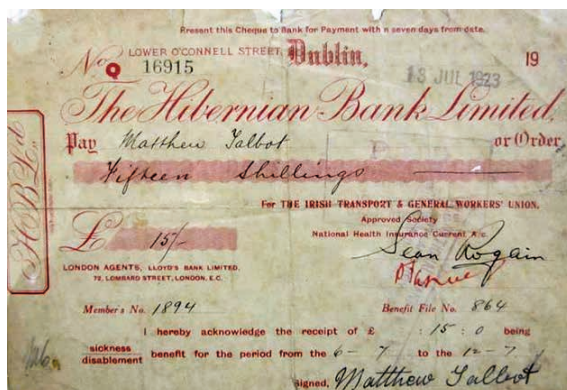 Present this Cheque to Bank for Payment within seven days from date.
LOWER O'CONNELL STREET, Dublin, 19
No Q 16915
13 JUL 1923
The Hibernian Bank Limited,
Pay Matthew Talbot or Order
Fifteen Shillings
For THE IRISH TRANSPORT & GENERAL WORKERS' UNION,
Approved Society
National Health Insurance Current A/c.
£ 15/-
Sean
LONDON AGENTS, LLOYD'S BANK LIMITED,
72, LOMBARD STREET, LONDON, E.C.
H.B.Ltd
Member's No. 1894 Benefit File No. 864
I hereby acknowledge the receipt of £ : 15 : 0 being
sickness
disablement benefit for the period from the 6-7 to the 12-7
Signed, Matthew Talbot